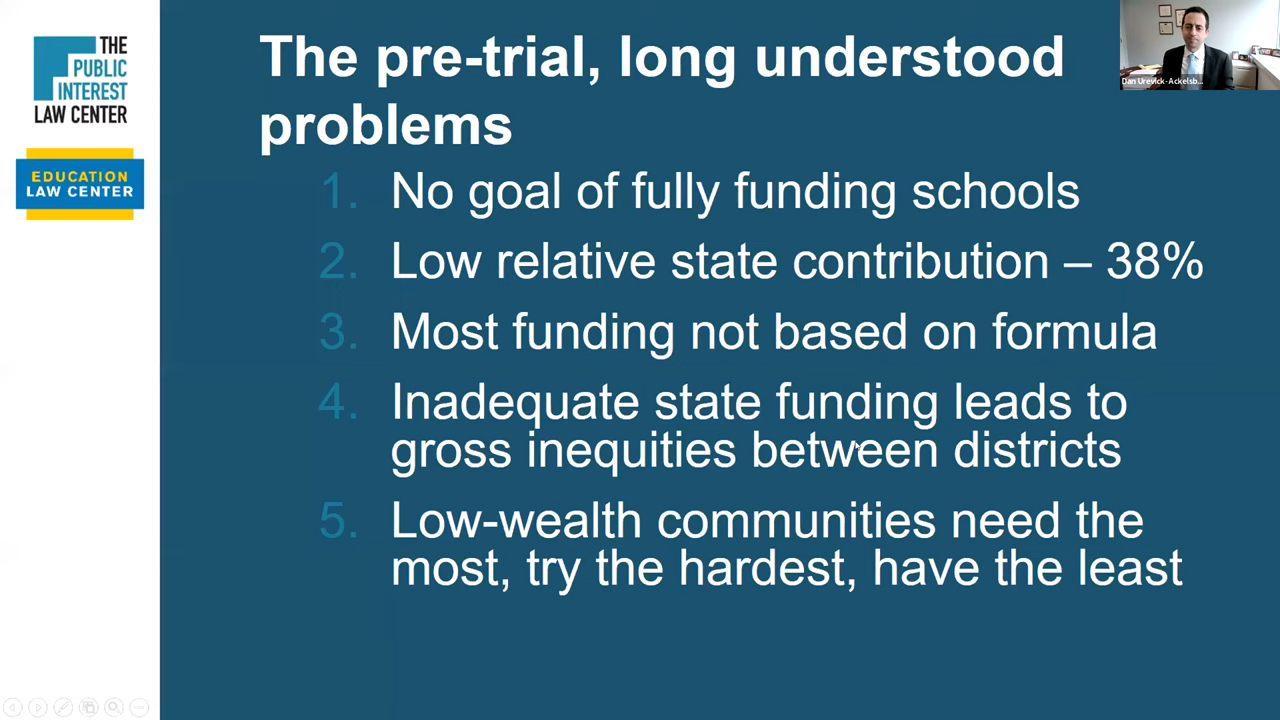 THE
PUBLIC
INTEREST
LAW CENTER
EDUCATION
LAW CENTER
The pre-trial, long understood
problems
1. No goal of fully funding schools
2. Low relative state contribution – 38%
3. Most funding not based on formula
4. Inadequate state funding leads to
gross inequities between districts
5. Low-wealth communities need the
most, try the hardest, have the least
Dan Urevick-Ackelsb...